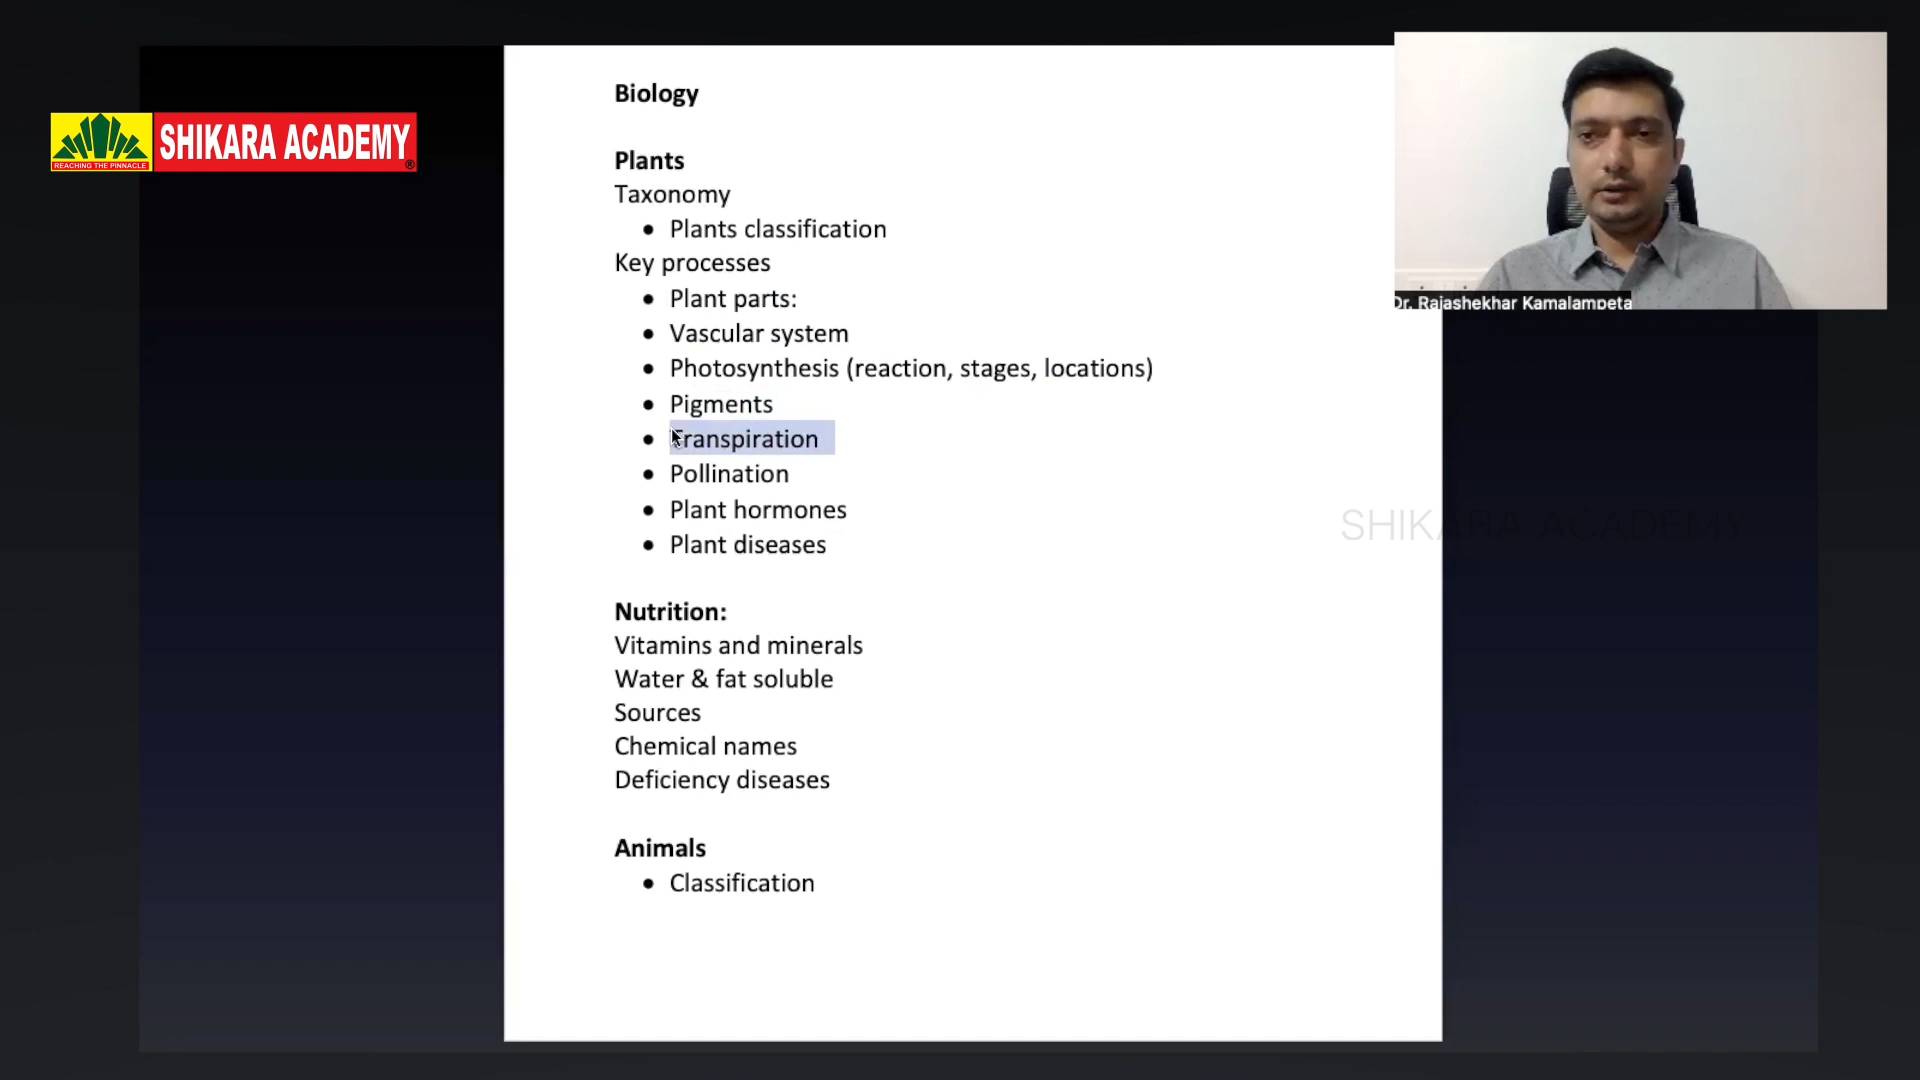 Biology
SHIKARA ACADEMY
REACHING THE PINNACLE
Plants
Taxonomy
• Plants classification
Key processes
• Plant parts:
• Vascular system
• Photosynthesis (reaction, stages, locations)
• Pigments
• Transpiration
• Pollination
• Plant hormones
• Plant diseases
Nutrition:
Vitamins and minerals
Water & fat soluble
Sources
Chemical names
Deficiency diseases
Animals
• Classification
Dr. Rajashekhar Kamalampeta
SHIKARA ACADEMY